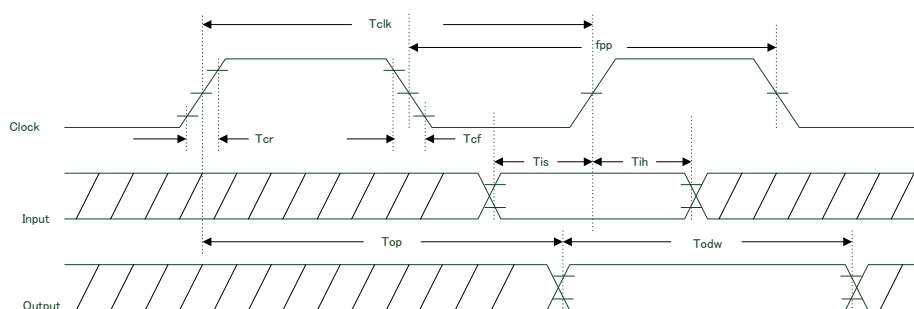 Tclk
fpp
Clock
Tcr
Tcf
Tis
Tih
Input
Top
Todw
Output